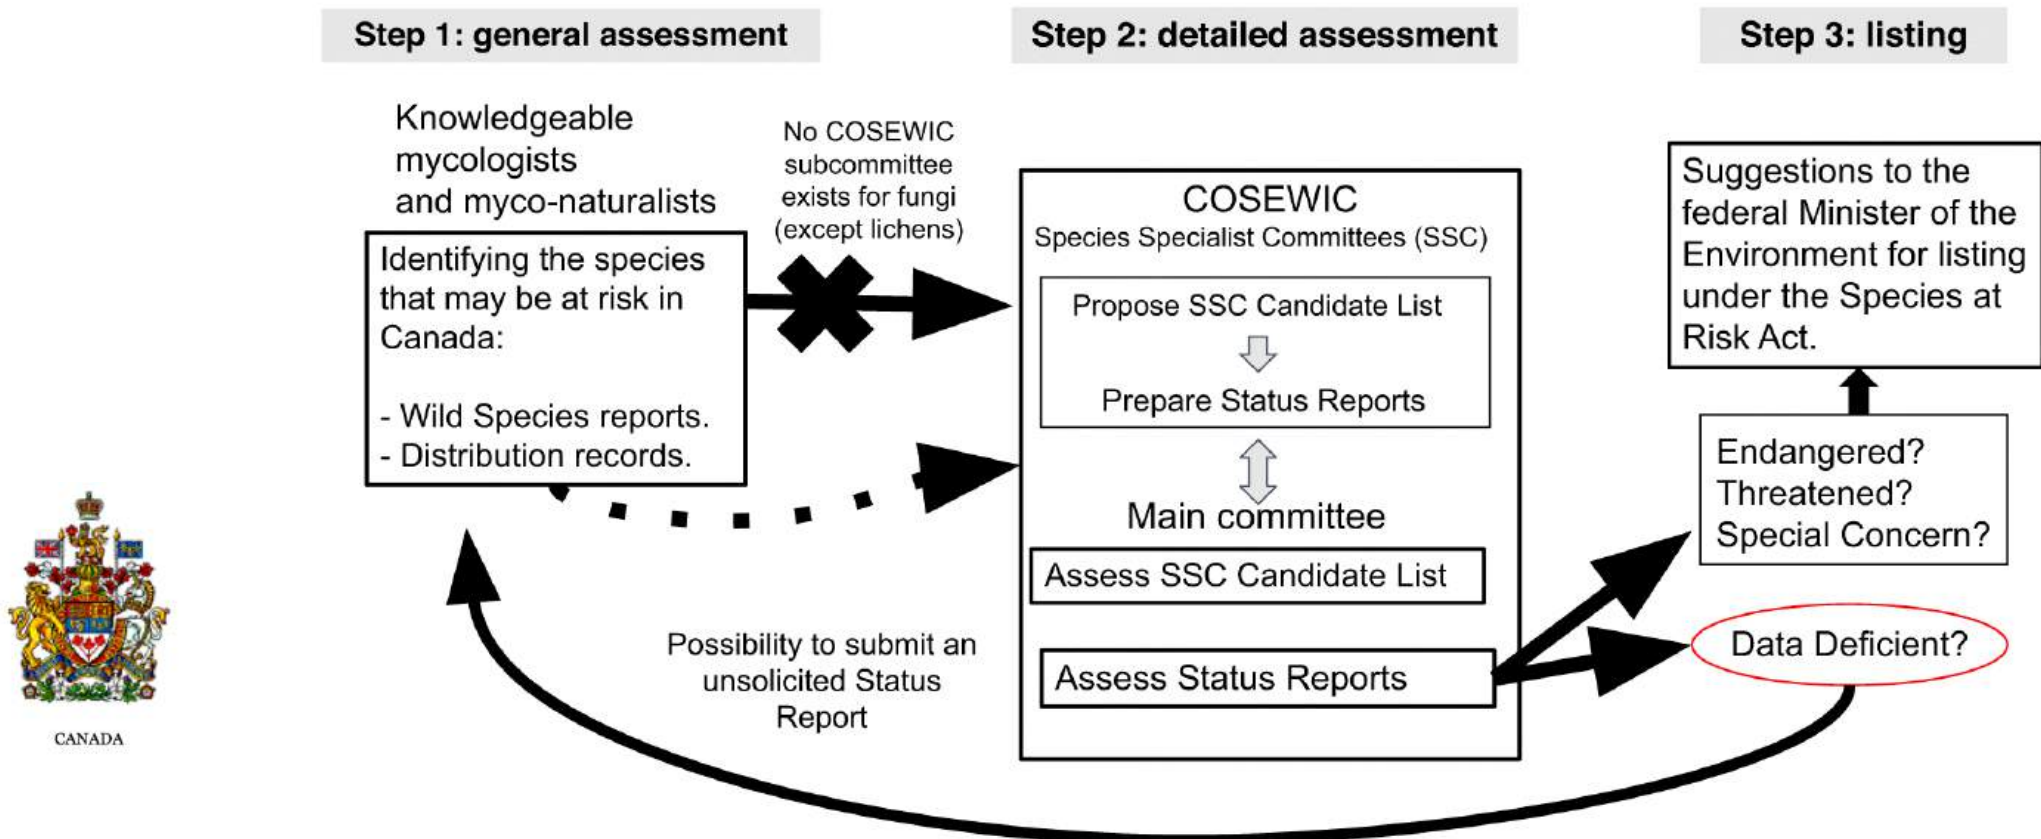 Step 1: general assessment
Step 2: detailed assessment
Step 3: listing
Knowledgeable
mycologists
and myco-naturalists
No COSEWIC
subcommittee
exists for fungi
(except lichens)
Identifying the species
that may be at risk in
Canada:
- Wild Species reports.
- Distribution records.
Possibility to submit an
unsolicited Status
Report
COSEWIC
Species Specialist Committees (SSC)
Propose SSC Candidate List
Prepare Status Reports
Main committee
Assess SSC Candidate List
Assess Status Reports
Suggestions to the
federal Minister of the
Environment for listing
under the Species at
Risk Act.
Endangered?
Threatened?
Special Concern?
Data Deficient?
CANADA